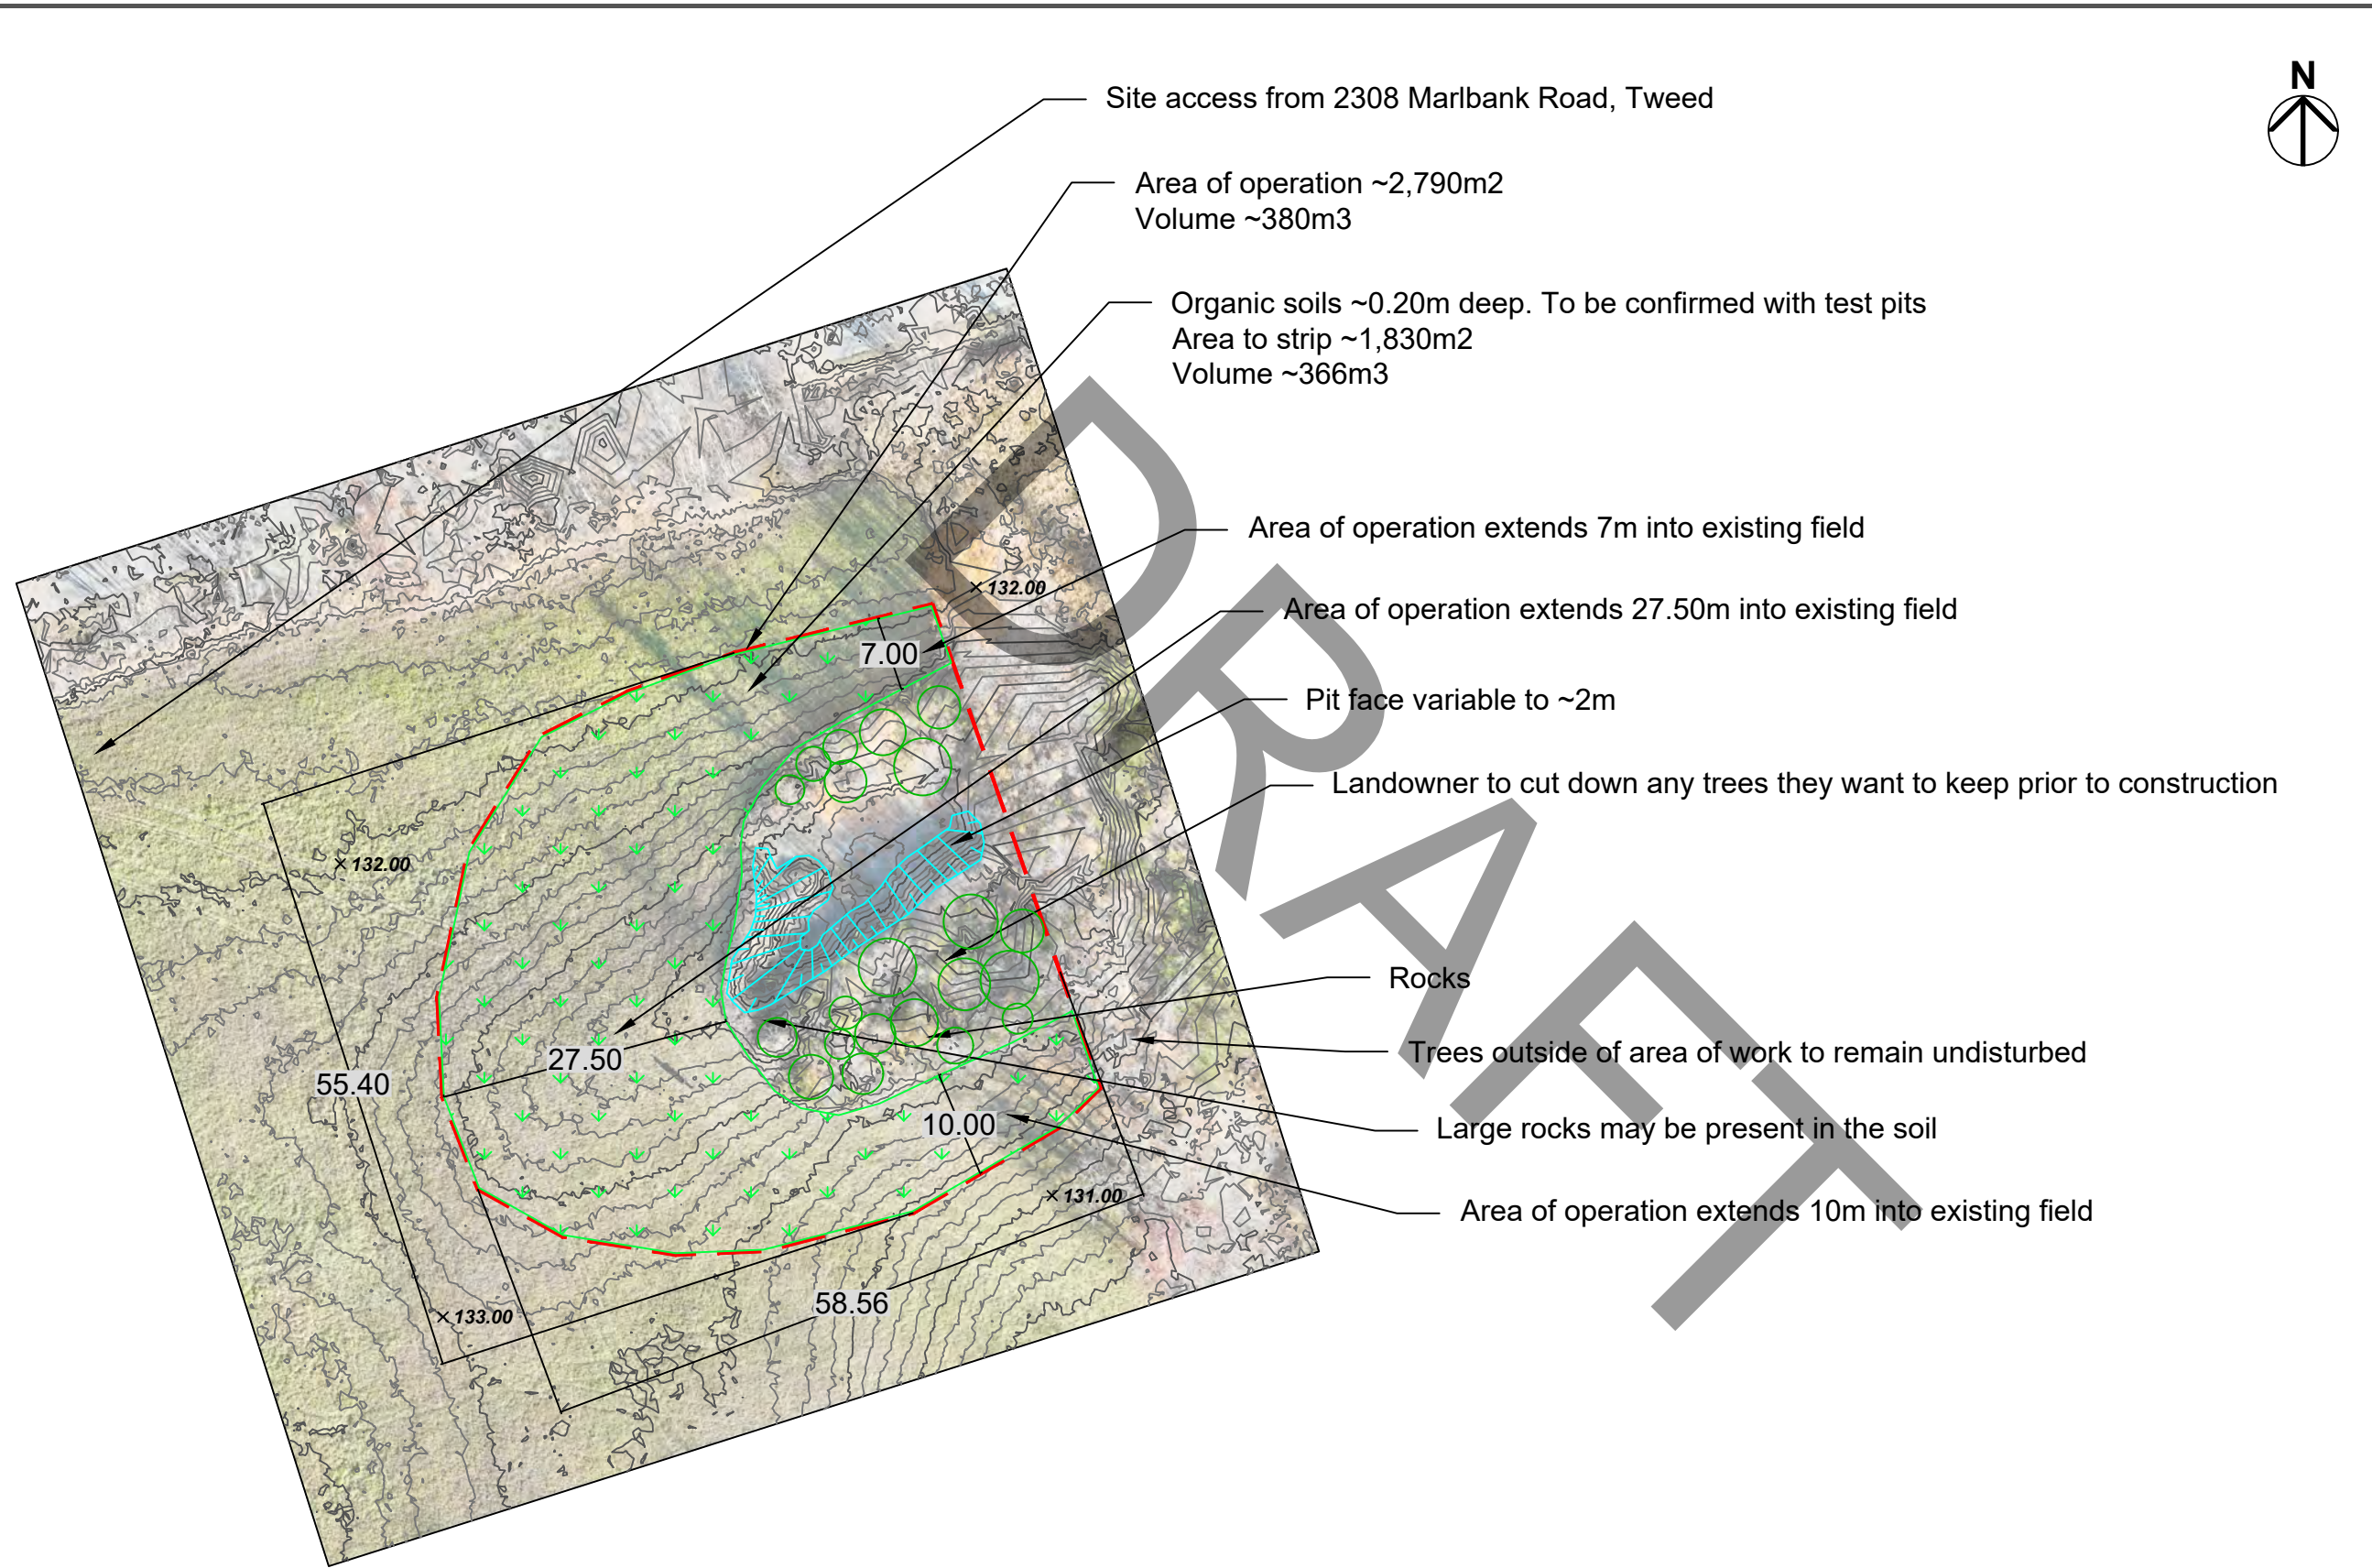 N
Site access from 2308 Marlbank Road, Tweed
Area of operation ~2,790m2
Volume ~380m3
Organic soils ~0.20m deep. To be confirmed with test pits
Area to strip ~1,830m2
Volume ~366m3
Area of operation extends 7m into existing field
132.00
Area of operation extends 27.50m into existing field
7.00
Pit face variable to ~2m
Landowner to cut down any trees they want to keep prior to construction
132.00
Rocks
27.50
Trees outside of area of work to remain undisturbed
55.40
10.00
Large rocks may be present in the soil
131.00
Area of operation extends 10m into existing field
58.56
133.00
DRAFT